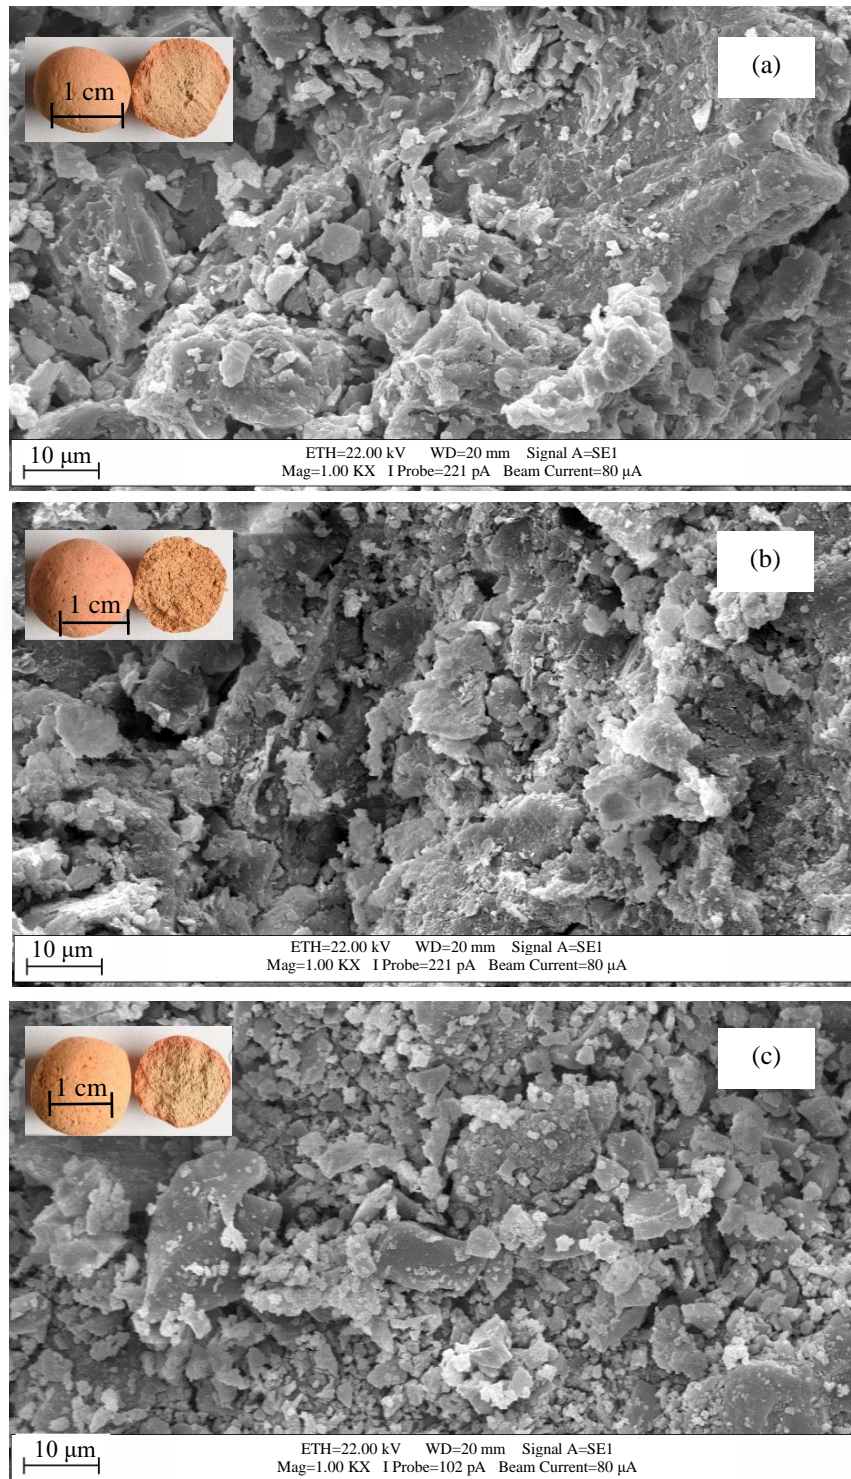 (a)
1 cm
10 μm
ETH=22.00 kV WD=20 mm Signal A=SE1
Mag=1.00 KX I Probe=221 pA Beam Current=80 μA
(b)
1 cm
10 μm
ETH=22.00 kV WD=20 mm Signal A=SE1
Mag=1.00 KX I Probe=221 pA Beam Current=80 μA
(c)
1 cm
10 μm
ETH=22.00 kV WD=20 mm Signal A=SE1
Mag=1.00 KX I Probe=102 pA Beam Current=80 μA